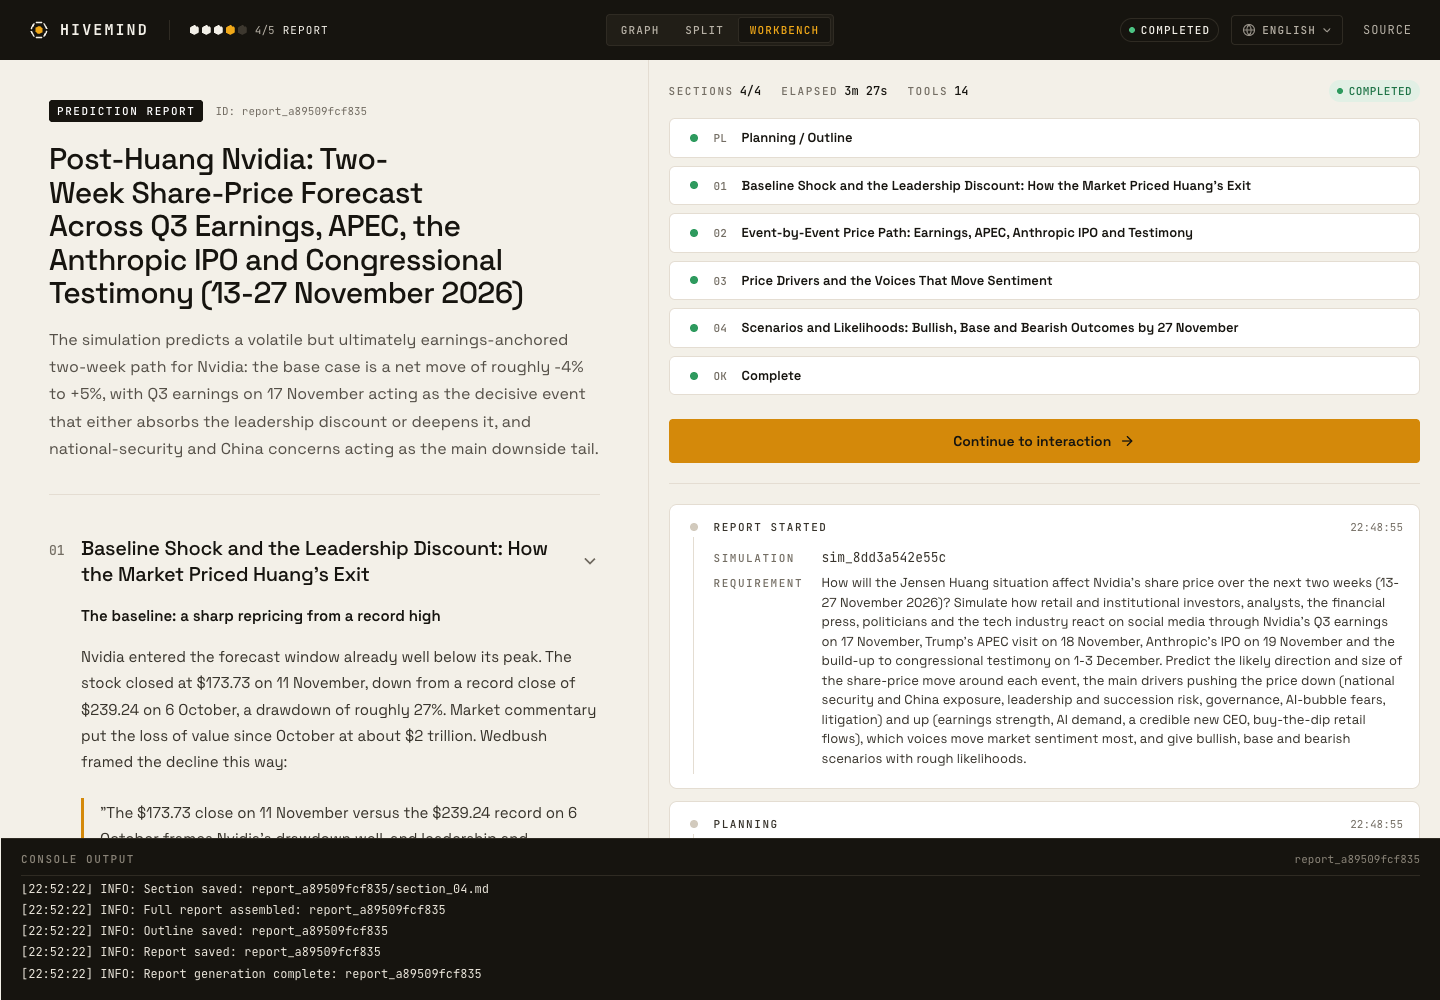 HIVEMIND
4/5 REPORT
GRAPH SPLIT WORKBENCH
COMPLETED
ENGLISH
SOURCE
PREDICTION REPORT ID: report_a89509fcf835
Post-Huang Nvidia: Two-
Week Share-Price Forecast
Across Q3 Earnings, APEC, the
Anthropic IPO and Congressional
Testimony (13-27 November 2026)
The simulation predicts a volatile but ultimately earnings-anchored
two-week path for Nvidia: the base case is a net move of roughly -4%
to +5%, with Q3 earnings on 17 November acting as the decisive event
that either absorbs the leadership discount or deepens it, and
national-security and China concerns acting as the main downside tail.
01 Baseline Shock and the Leadership Discount: How
the Market Priced Huang's Exit
The baseline: a sharp repricing from a record high
Nvidia entered the forecast window already well below its peak. The
stock closed at $173.73 on 11 November, down from a record close of
$239.24 on 6 October, a drawdown of roughly 27%. Market commentary
put the loss of value since October at about $2 trillion. Wedbush
framed the decline this way:
"The $173.73 close on 11 November versus the $239.24 record on 6
October frames Nvidia's drawdown well, and leadership and
SECTIONS 4/4 ELAPSED 3m 27s TOOLS 14
COMPLETED
PL Planning / Outline
01 Baseline Shock and the Leadership Discount: How the Market Priced Huang's Exit
02 Event-by-Event Price Path: Earnings, APEC, Anthropic IPO and Testimony
03 Price Drivers and the Voices That Move Sentiment
04 Scenarios and Likelihoods: Bullish, Base and Bearish Outcomes by 27 November
OK Complete
Continue to interaction →
REPORT STARTED 22:48:55
SIMULATION sim_8dd3a542e55c
REQUIREMENT How will the Jensen Huang situation affect Nvidia's share price over the next two weeks (13-
27 November 2026)? Simulate how retail and institutional investors, analysts, the financial
press, politicians and the tech industry react on social media through Nvidia's Q3 earnings
on 17 November, Trump's APEC visit on 18 November, Anthropic's IPO on 19 November and the
build-up to congressional testimony on 1-3 December. Predict the likely direction and size of
the share-price move around each event, the main drivers pushing the price down (national
security and China exposure, leadership and succession risk, governance, AI-bubble fears,
litigation) and up (earnings strength, AI demand, a credible new CEO, buy-the-dip retail
flows), which voices move market sentiment most, and give bullish, base and bearish
scenarios with rough likelihoods.
PLANNING 22:48:55
CONSOLE OUTPUT report_a89509fcf835
[22:52:22] INFO: Section saved: report_a89509fcf835/section_04.md
[22:52:22] INFO: Full report assembled: report_a89509fcf835
[22:52:22] INFO: Outline saved: report_a89509fcf835
[22:52:22] INFO: Report saved: report_a89509fcf835
[22:52:22] INFO: Report generation complete: report_a89509fcf835